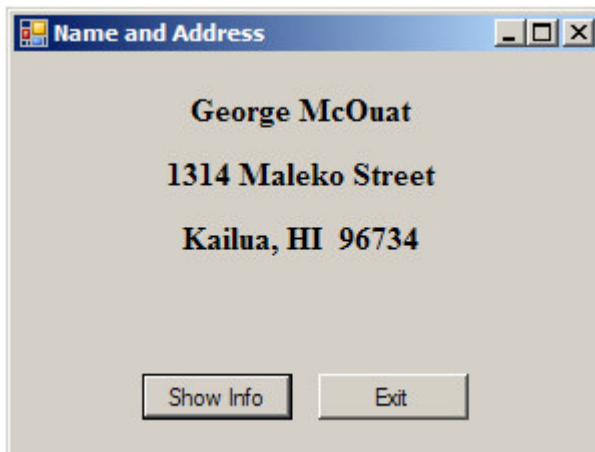 Name and Address
George McOuat
1314 Maleko Street
Kailua, HI  96734
Show Info Exit